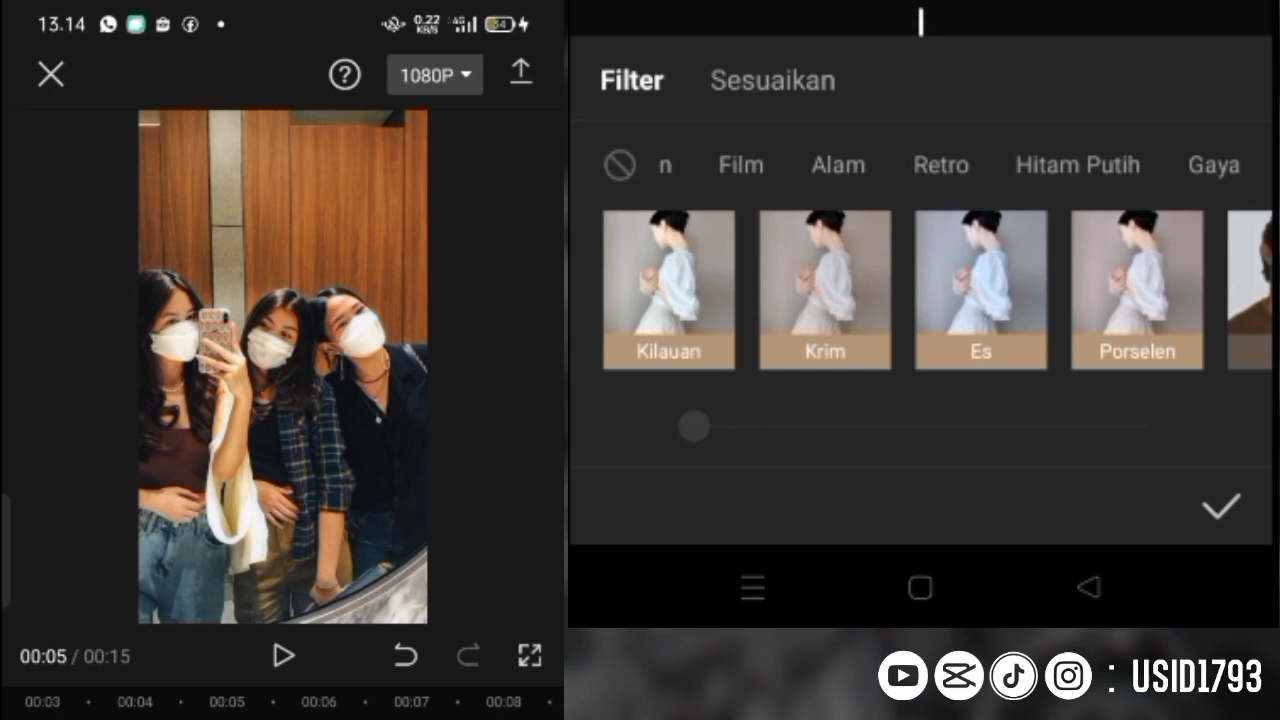 13.14
0.22
KB/S
4G
1080P
00:05 / 00:15
00:03
00:04
00:05
00:06
00:07
00:08
Filter Sesuaikan
n Film Alam Retro Hitam Putih Gaya
Kilauan Krim Es Porselen
: USID1793